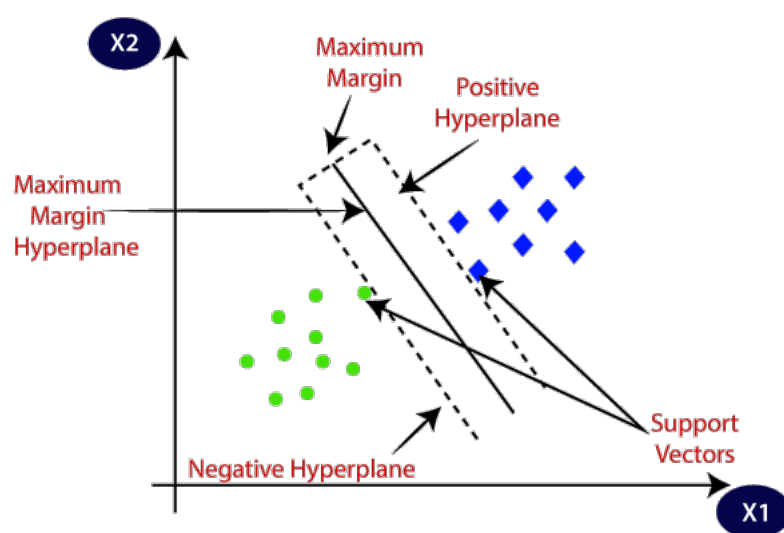 X2
Maximum
Margin
Positive
Hyperplane
Maximum
Margin
Hyperplane
Support
Vectors
Negative Hyperplane
X1